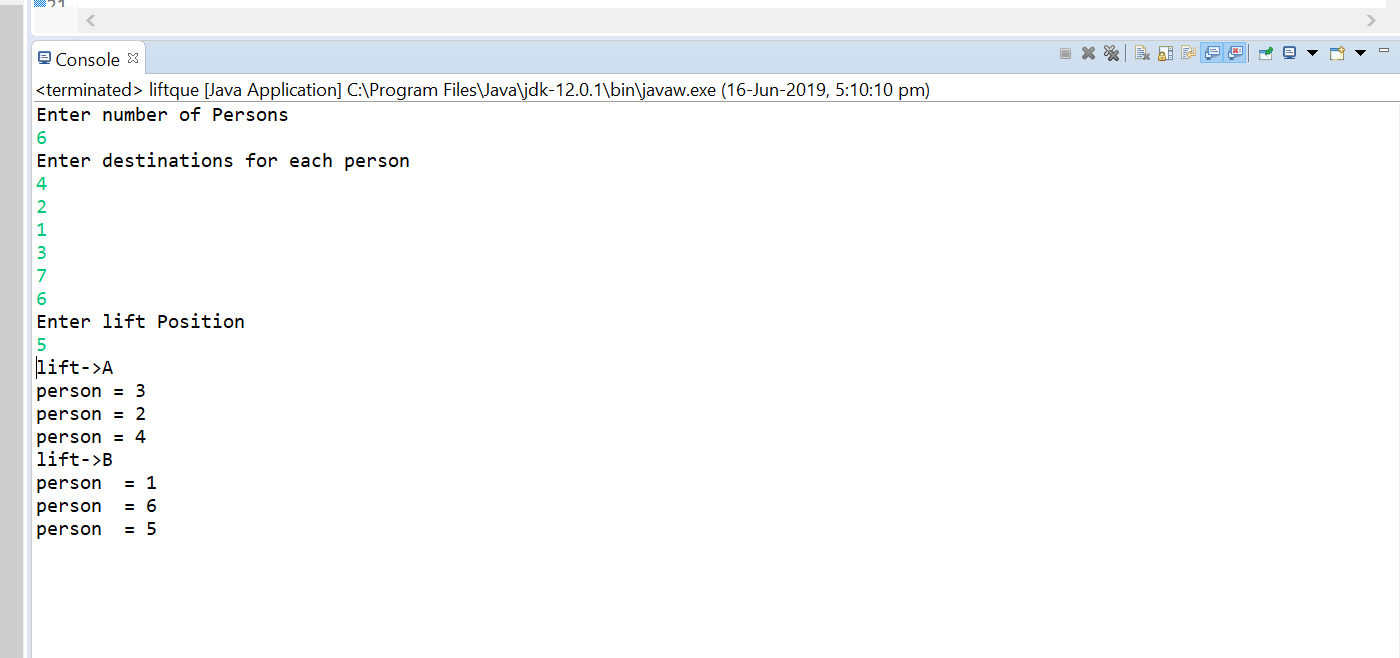 21
Console
<terminated> liftque [Java Application] C:\Program Files\Java\jdk-12.0.1\bin\javaw.exe (16-Jun-2019, 5:10:10 pm)
Enter number of Persons
6
Enter destinations for each person
4
2
1
3
7
6
Enter lift Position
5
lift->A
person = 3
person = 2
person = 4
lift->B
person  = 1
person  = 6
person  = 5